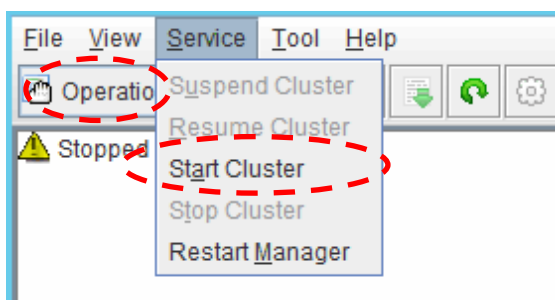 File View Service Tool Help
Operatio
Suspend Cluster
Resume Cluster
Stopped
Start Cluster
Stop Cluster
Restart Manager